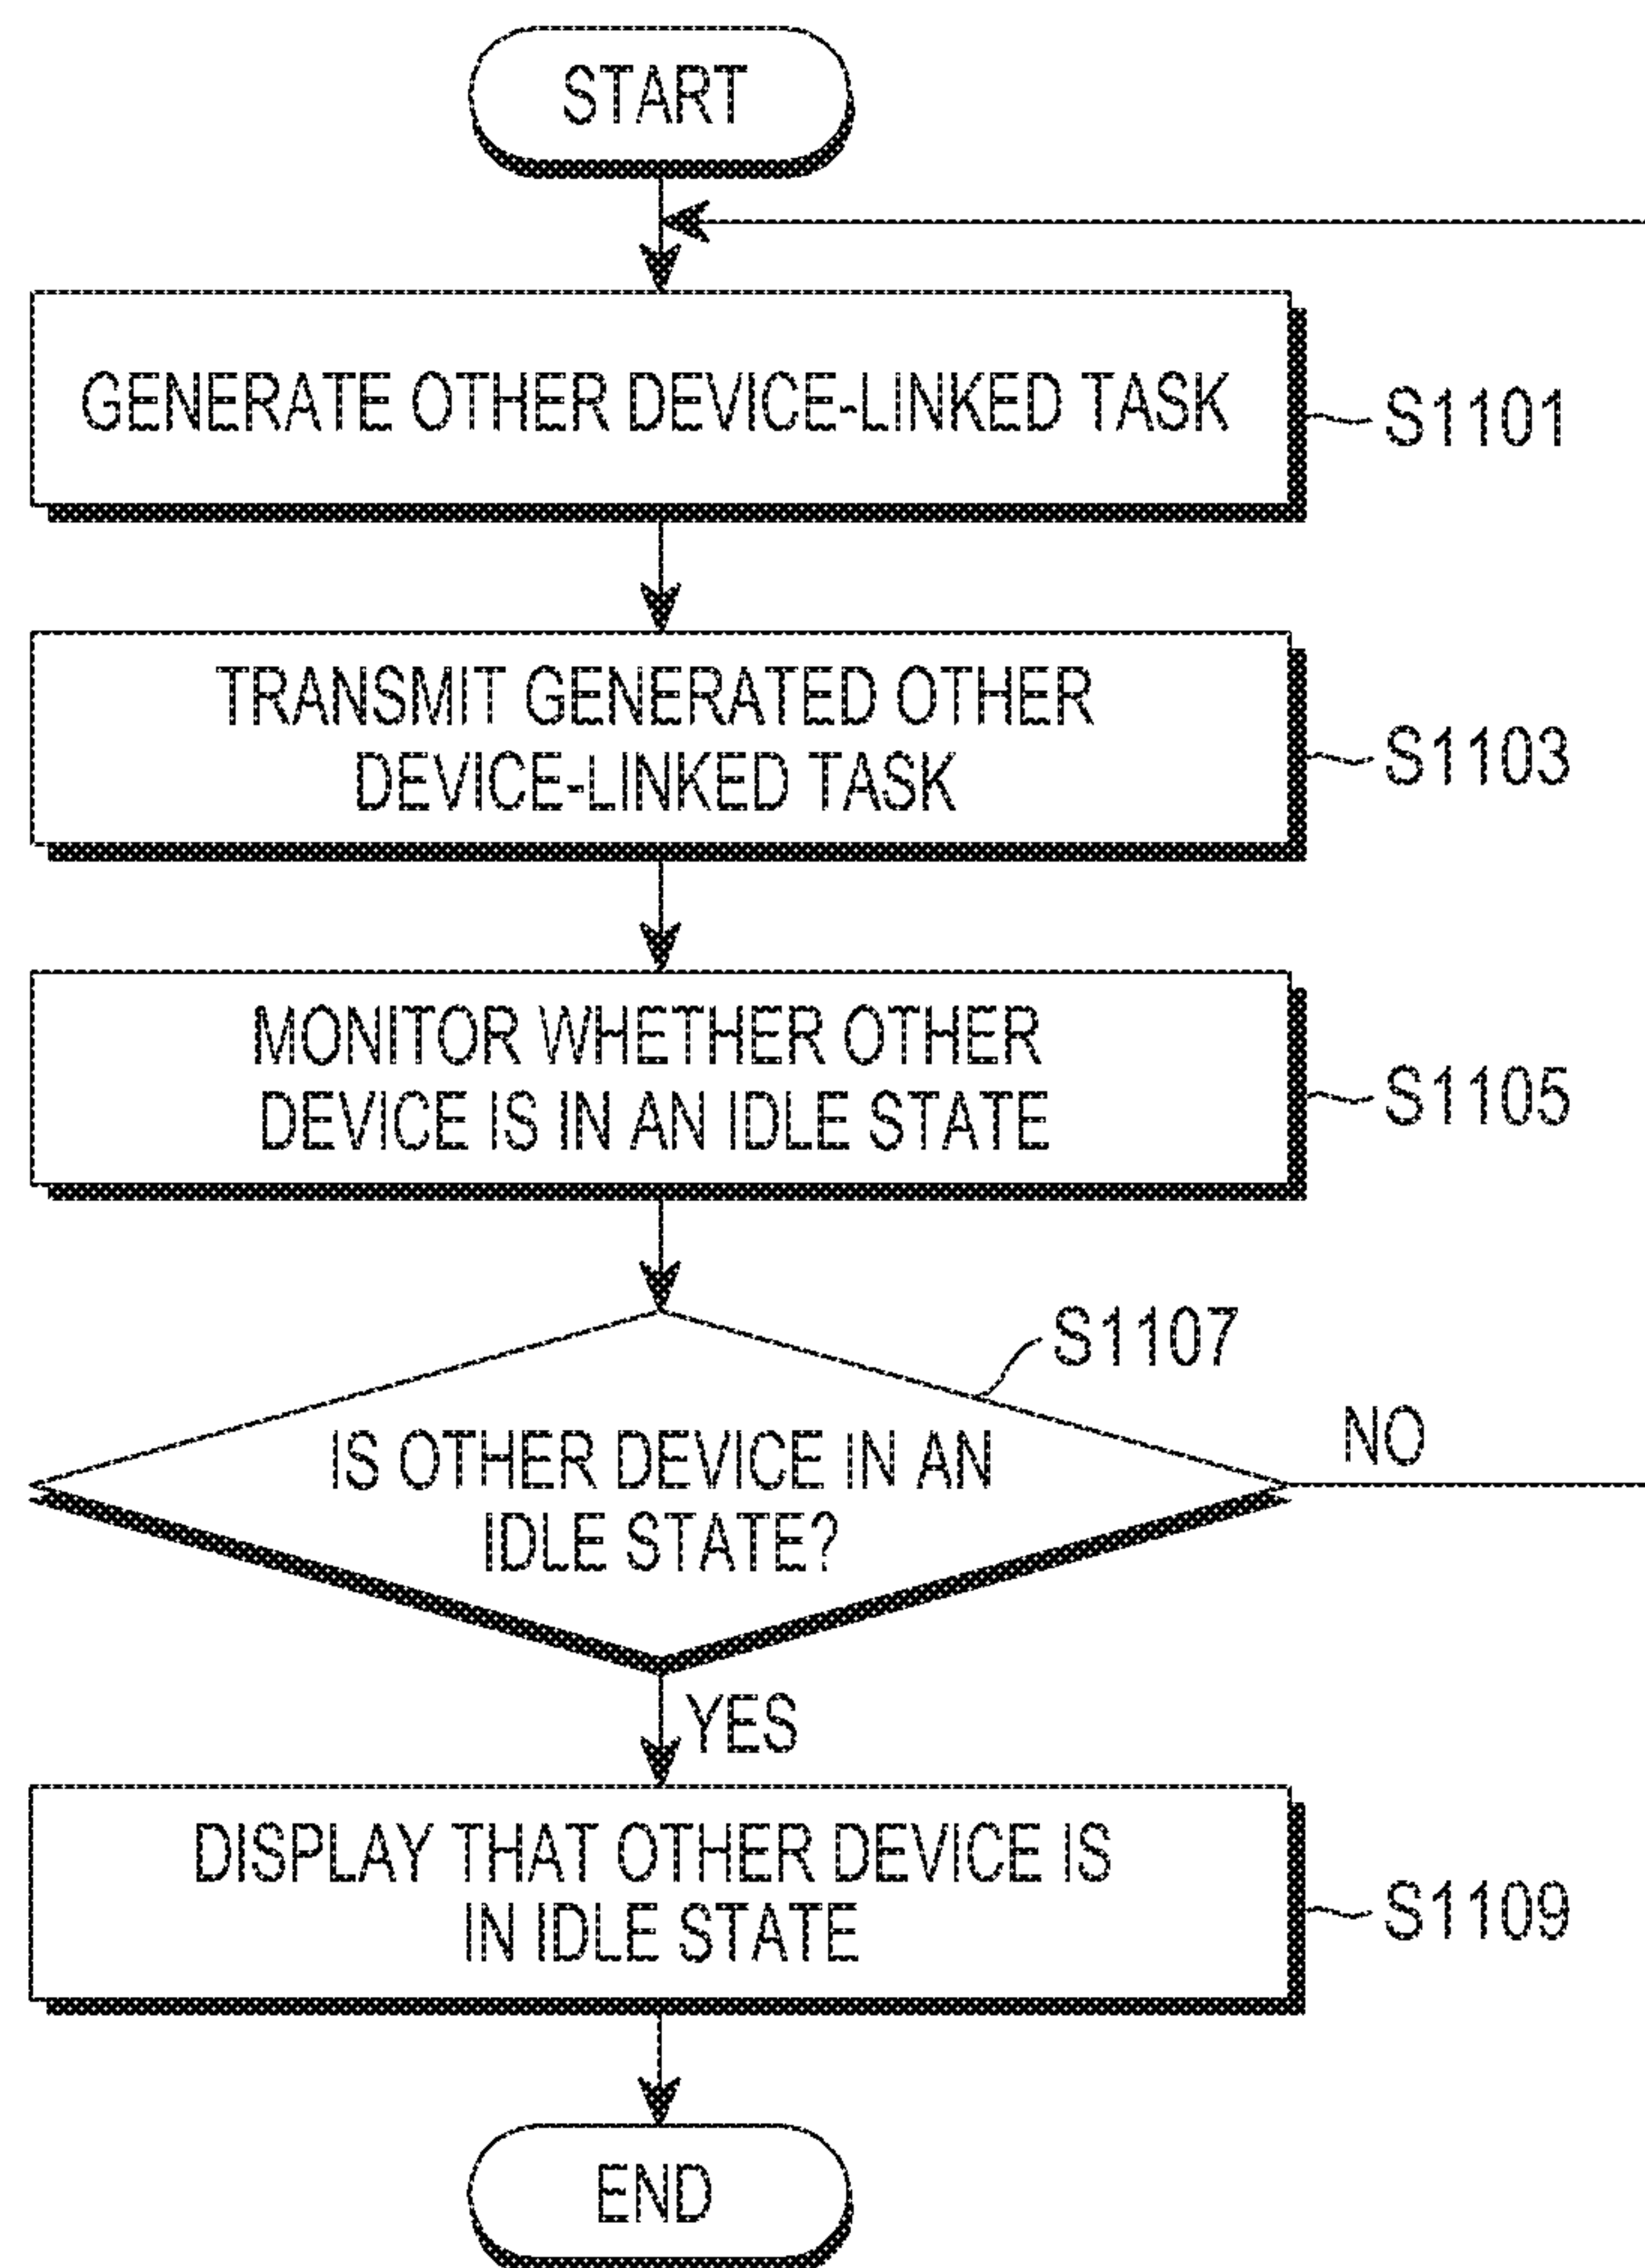 START
GENERATE OTHER DEVICE-LINKED TASK
S1101
TRANSMIT GENERATED OTHER
DEVICE-LINKED TASK
S1103
MONITOR WHETHER OTHER
DEVICE IS IN AN IDLE STATE
S1105
S1107
IS OTHER DEVICE IN AN
IDLE STATE?
NO
YES
DISPLAY THAT OTHER DEVICE IS
IN IDLE STATE
S1109
END